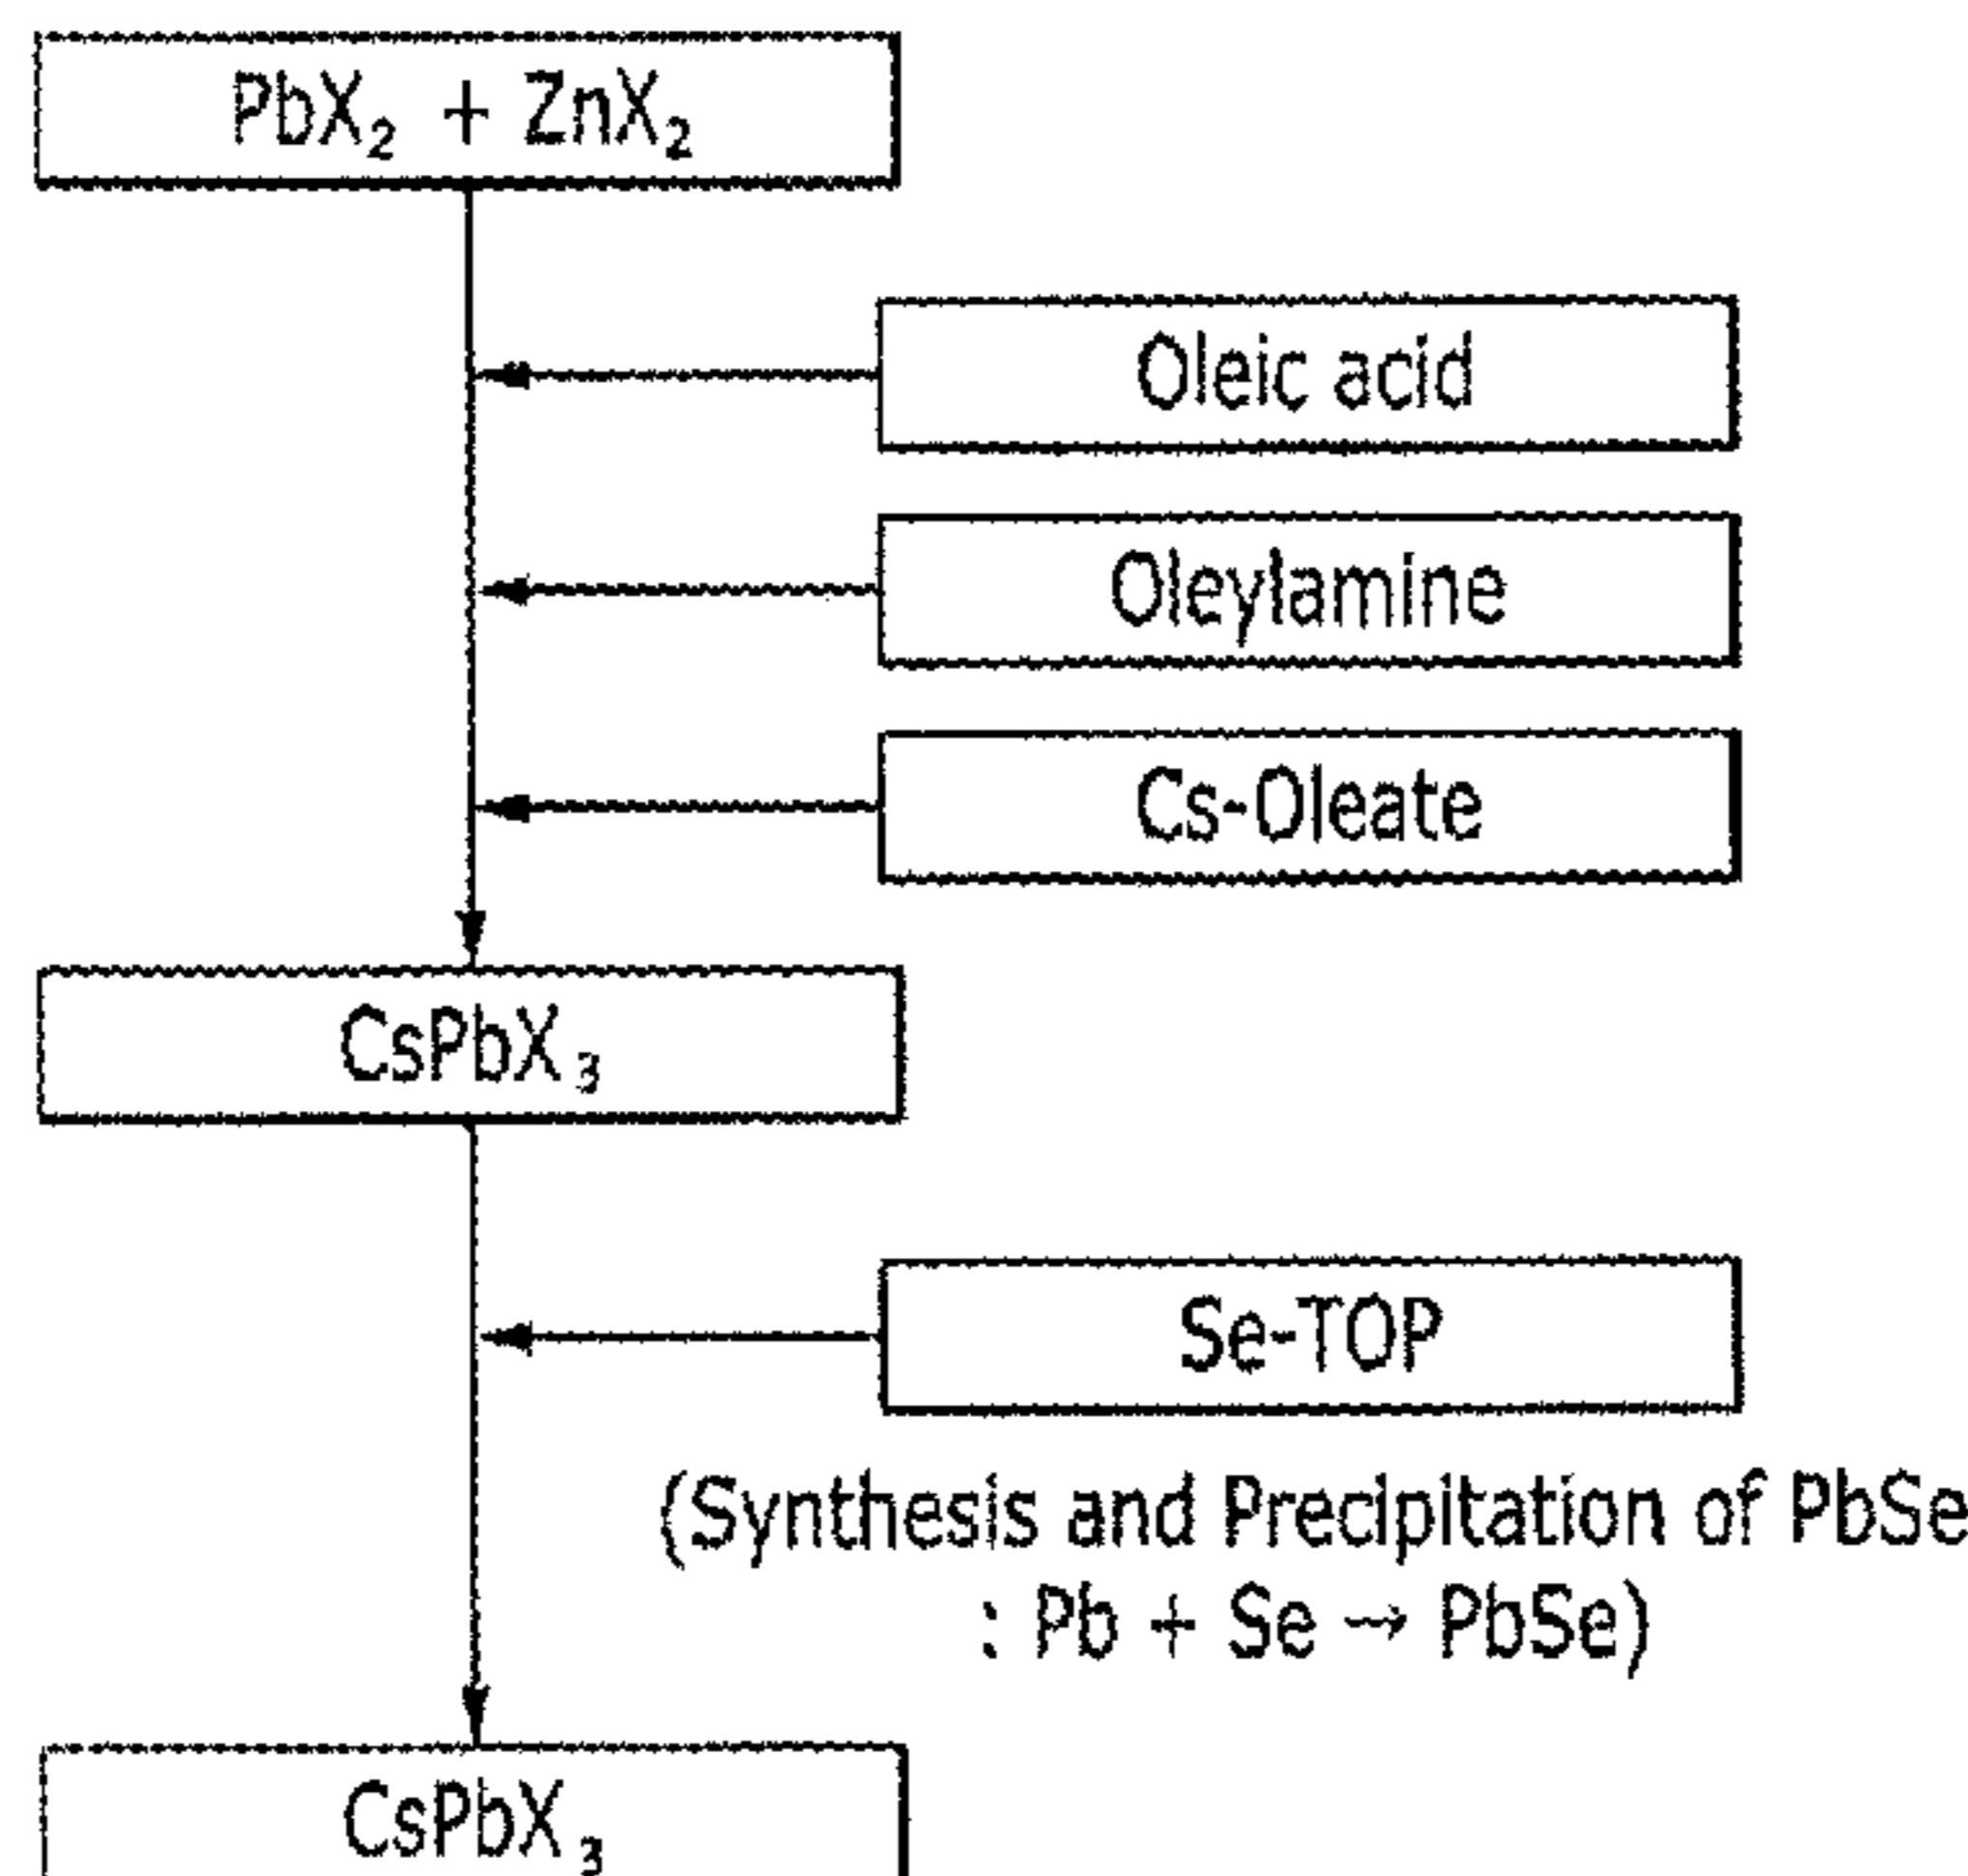 PbX₂ + ZnX₂
Oleic acid
Oleylamine
Cs-Oleate
CsPbX₃
Se-TOP
(Synthesis and Precipitation of PbSe
: Pb + Se → PbSe)
CsPbX₃